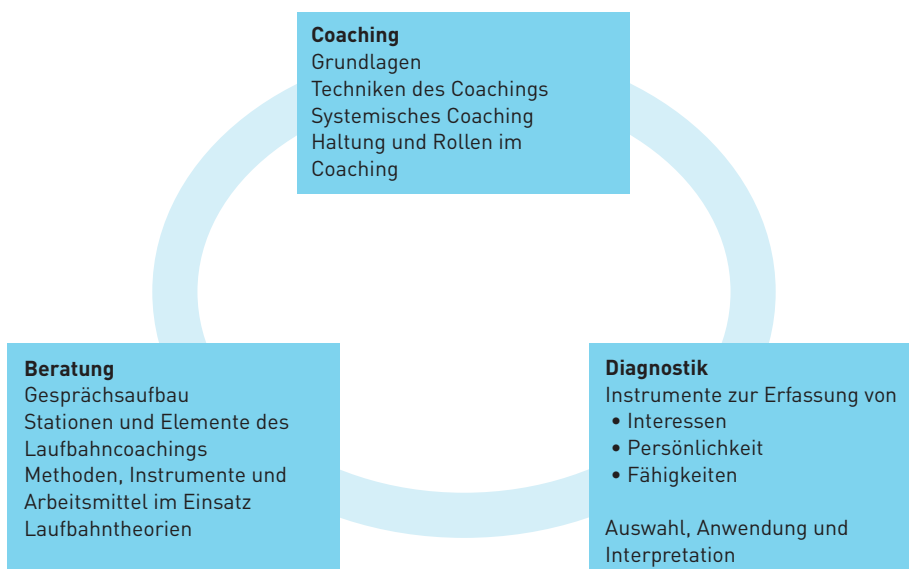 Coaching
Grundlagen
Techniken des Coachings
Systemisches Coaching
Haltung und Rollen im
Coaching
Beratung
Gesprächsaufbau
Stationen und Elemente des
Laufbahncoachings
Methoden, Instrumente und
Arbeitsmittel im Einsatz
Laufbahntheorien
Diagnostik
Instrumente zur Erfassung von
• Interessen
• Persönlichkeit
• Fähigkeiten
Auswahl, Anwendung und
Interpretation